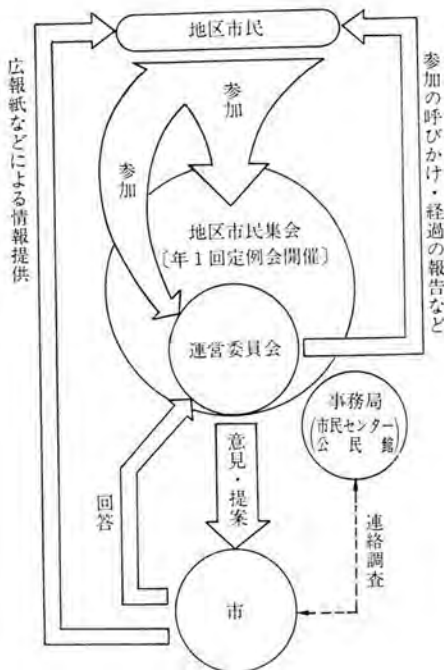 地区市民
広報紙などによる情報提供
参加の呼びかけ・経過の報告など
参加
参加
地区市民集会
〔年1回定例会開催〕
運営委員会
事務局
(市民センター
公民館)
意見・提案
回答
連絡調査
市